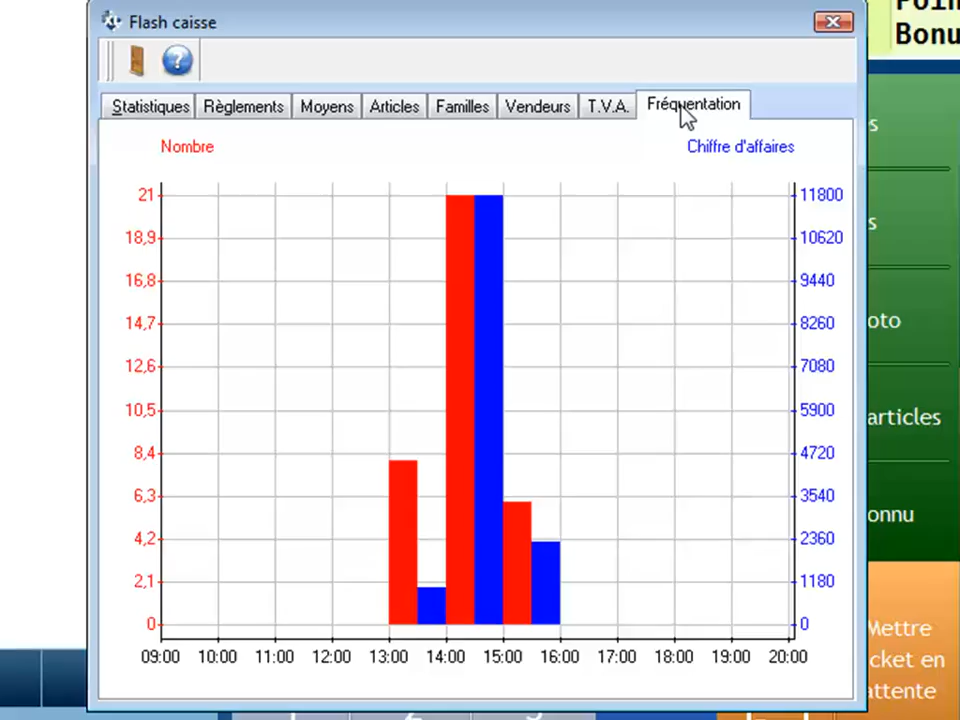 Flash caisse
Bonu
Statistiques Règlements Moyens Articles Familles Vendeurs T.V.A. Fréquentation
Nombre Chiffre d'affaires
21 11800
18,9 10620
16,8 9440
14,7 8260
12,6 7080
10,5 5900
8,4 4720
6,3 3540
4,2 2360
2,1 1180
0 0
09:00 10:00 11:00 12:00 13:00 14:00 15:00 16:00 17:00 18:00 19:00 20:00
s
s
oto
articles
onnu
Mettre
cket en
attente